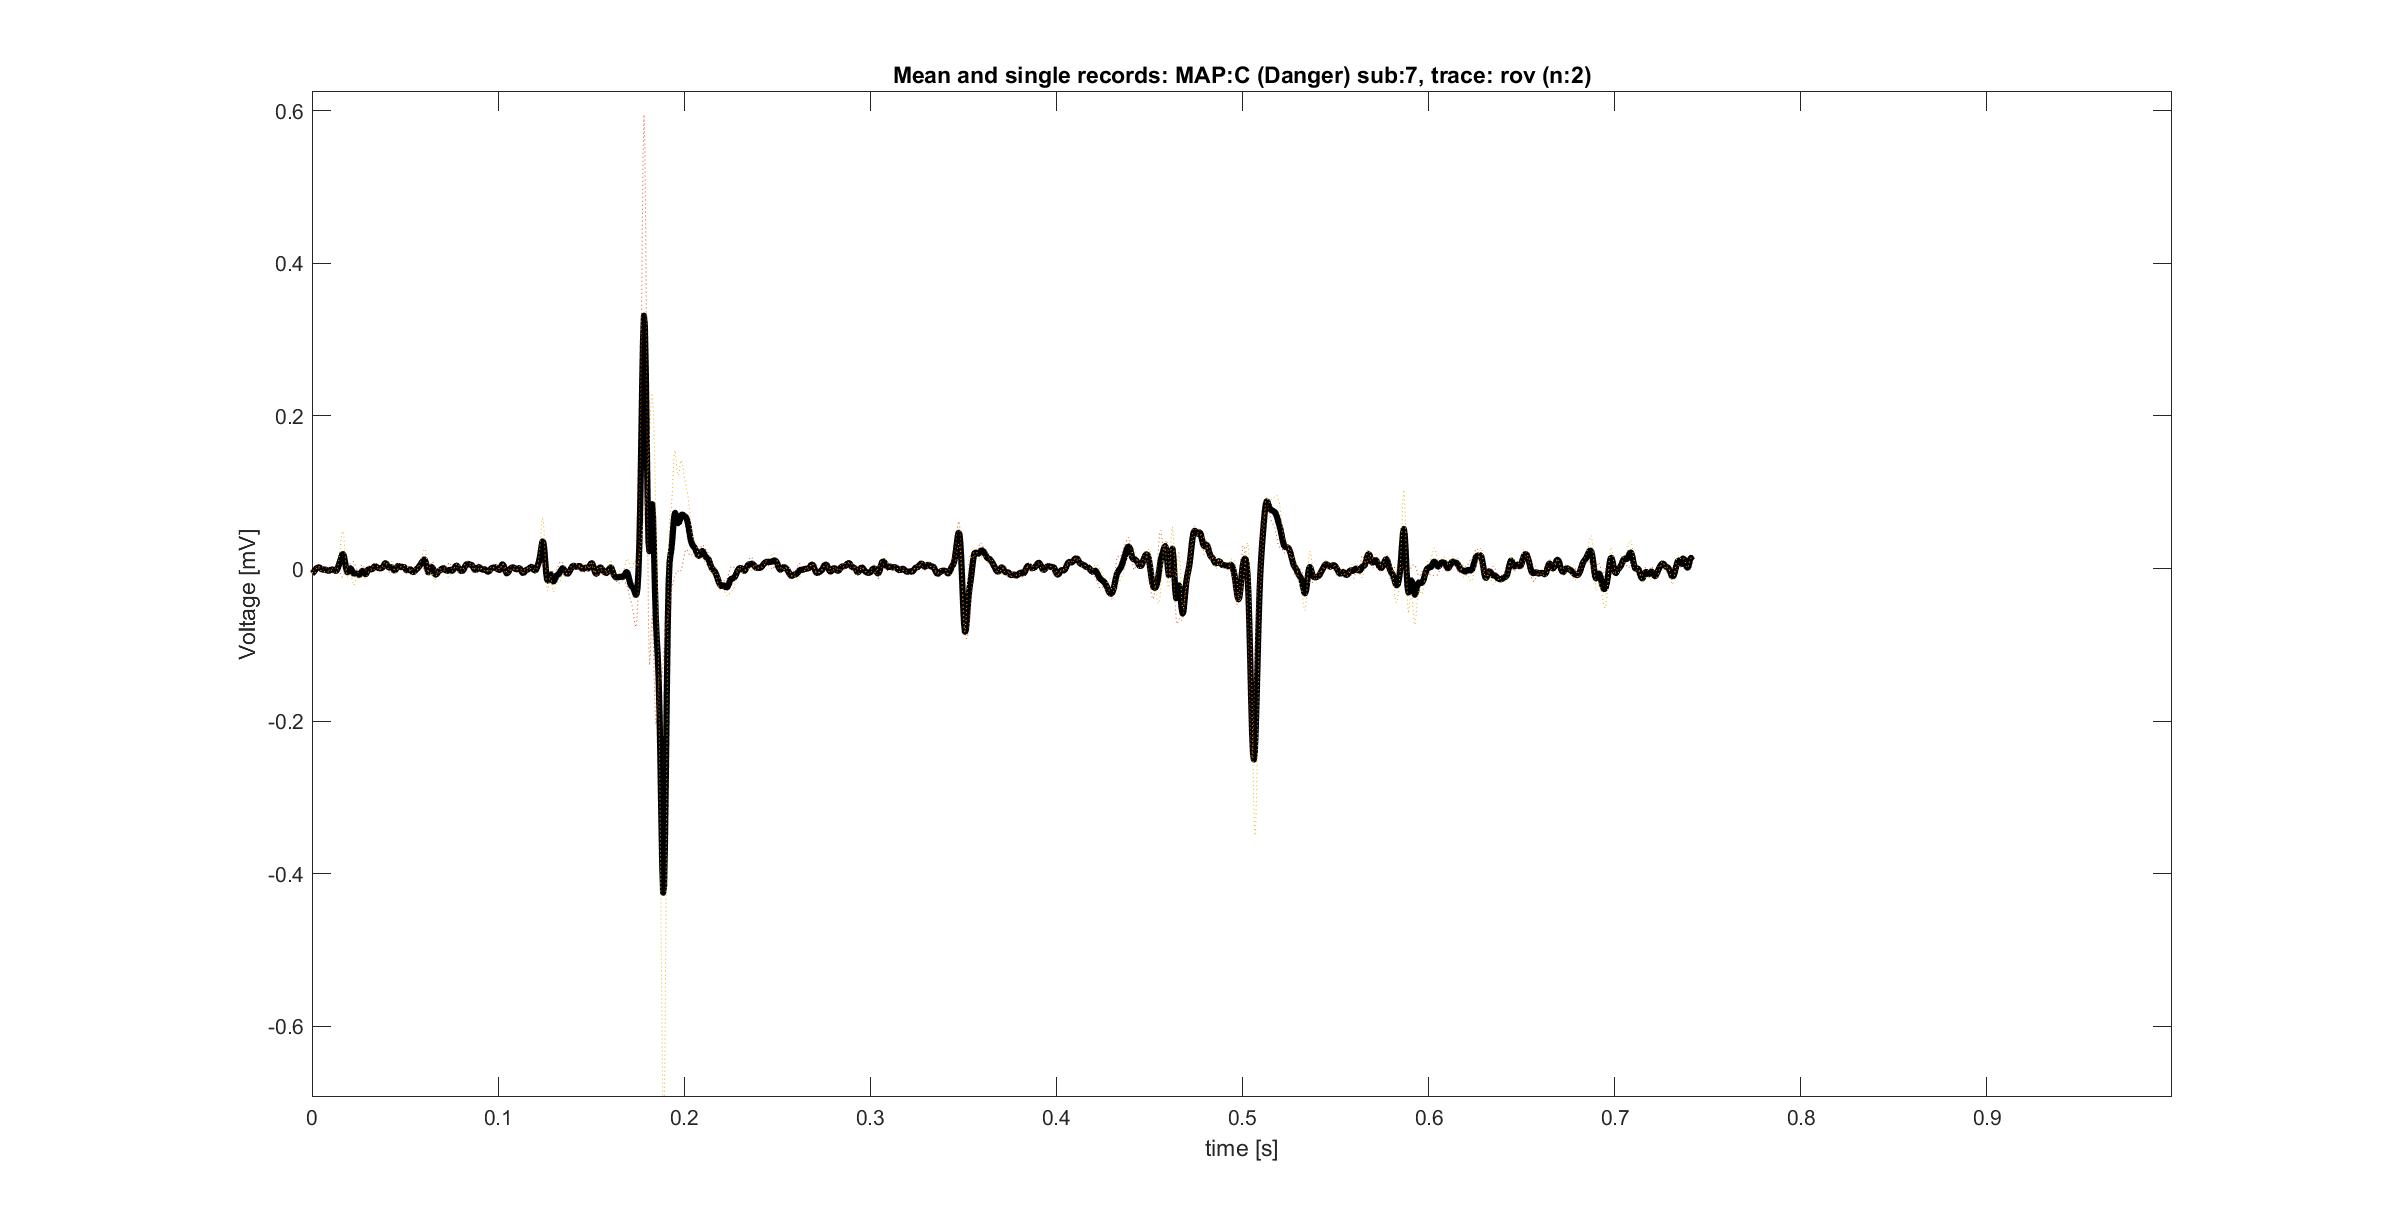 Mean and single records: MAP:C (Danger) sub:7, trace: rov (n:2)
0.6
0.4
0.2
0
-0.2
-0.4
-0.6
Voltage [mV]
0 0.1 0.2 0.3 0.4 0.5 0.6 0.7 0.8 0.9
time [s]